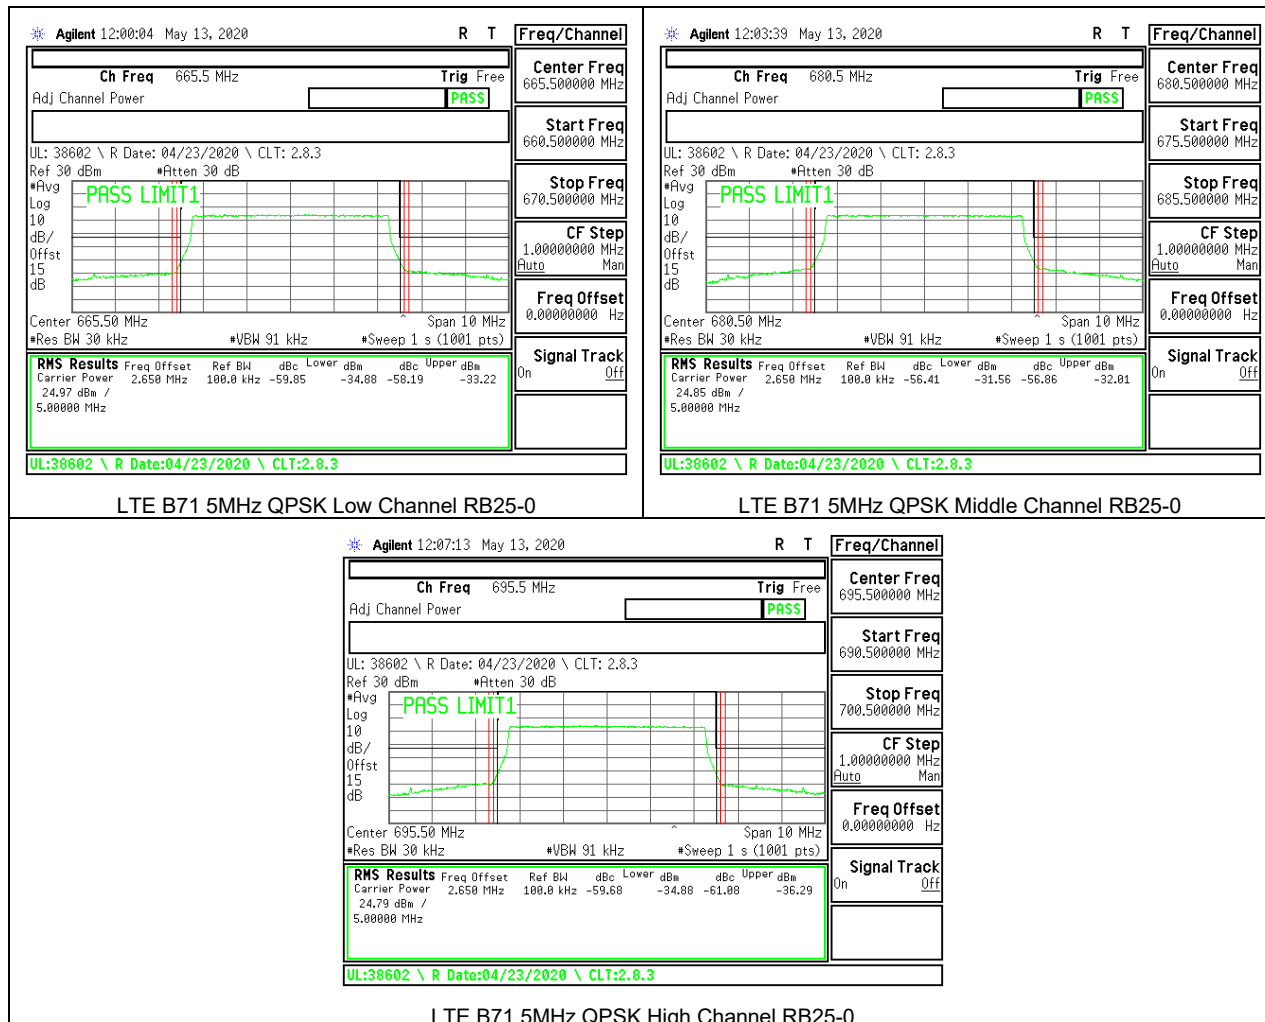 Agilent 12:00:04 May 13, 2020 R T
Freq/Channel
Ch Freq 665.5 MHz Trig Free
Adj Channel Power PASS
UL: 38602 \ R Date: 04/23/2020 \ CLT: 2.8.3
Ref 30 dBm #Atten 30 dB
#Avg
Log
10
dB/
Offst
15
dB
PASS LIMIT1
Center 665.50 MHz Span 10 MHz
#Res BW 30 kHz #VBW 91 kHz #Sweep 1 s (1001 pts)
RMS Results Freq Offset Ref BW dBc Lower dBm dBc Upper dBm
Carrier Power 2.650 MHz 100.0 kHz -59.85 -34.88 -58.19 -33.22
24.97 dBm /
5.00000 MHz
UL:38602 \ R Date:04/23/2020 \ CLT:2.8.3
Center Freq
665.500000 MHz
Start Freq
660.500000 MHz
Stop Freq
670.500000 MHz
CF Step
1.00000000 MHz
Auto Man
Freq Offset
0.00000000 Hz
Signal Track
On Off
LTE B71 5MHz QPSK Low Channel RB25-0
Agilent 12:03:39 May 13, 2020 R T
Freq/Channel
Ch Freq 680.5 MHz Trig Free
Adj Channel Power PASS
UL: 38602 \ R Date: 04/23/2020 \ CLT: 2.8.3
Ref 30 dBm #Atten 30 dB
#Avg
Log
10
dB/
Offst
15
dB
PASS LIMIT1
Center 680.50 MHz Span 10 MHz
#Res BW 30 kHz #VBW 91 kHz #Sweep 1 s (1001 pts)
RMS Results Freq Offset Ref BW dBc Lower dBm dBc Upper dBm
Carrier Power 2.650 MHz 100.0 kHz -56.41 -31.56 -56.86 -32.01
24.85 dBm /
5.00000 MHz
UL:38602 \ R Date:04/23/2020 \ CLT:2.8.3
Center Freq
680.500000 MHz
Start Freq
675.500000 MHz
Stop Freq
685.500000 MHz
CF Step
1.00000000 MHz
Auto Man
Freq Offset
0.00000000 Hz
Signal Track
On Off
LTE B71 5MHz QPSK Middle Channel RB25-0
Agilent 12:07:13 May 13, 2020 R T
Freq/Channel
Ch Freq 695.5 MHz Trig Free
Adj Channel Power PASS
UL: 38602 \ R Date: 04/23/2020 \ CLT: 2.8.3
Ref 30 dBm #Atten 30 dB
#Avg
Log
10
dB/
Offst
15
dB
PASS LIMIT1
Center 695.50 MHz Span 10 MHz
#Res BW 30 kHz #VBW 91 kHz #Sweep 1 s (1001 pts)
RMS Results Freq Offset Ref BW dBc Lower dBm dBc Upper dBm
Carrier Power 2.650 MHz 100.0 kHz -59.68 -34.88 -61.08 -36.29
24.79 dBm /
5.00000 MHz
UL:38602 \ R Date:04/23/2020 \ CLT:2.8.3
Center Freq
695.500000 MHz
Start Freq
690.500000 MHz
Stop Freq
700.500000 MHz
CF Step
1.00000000 MHz
Auto Man
Freq Offset
0.00000000 Hz
Signal Track
On Off
LTE B71 5MHz QPSK High Channel RB25-0